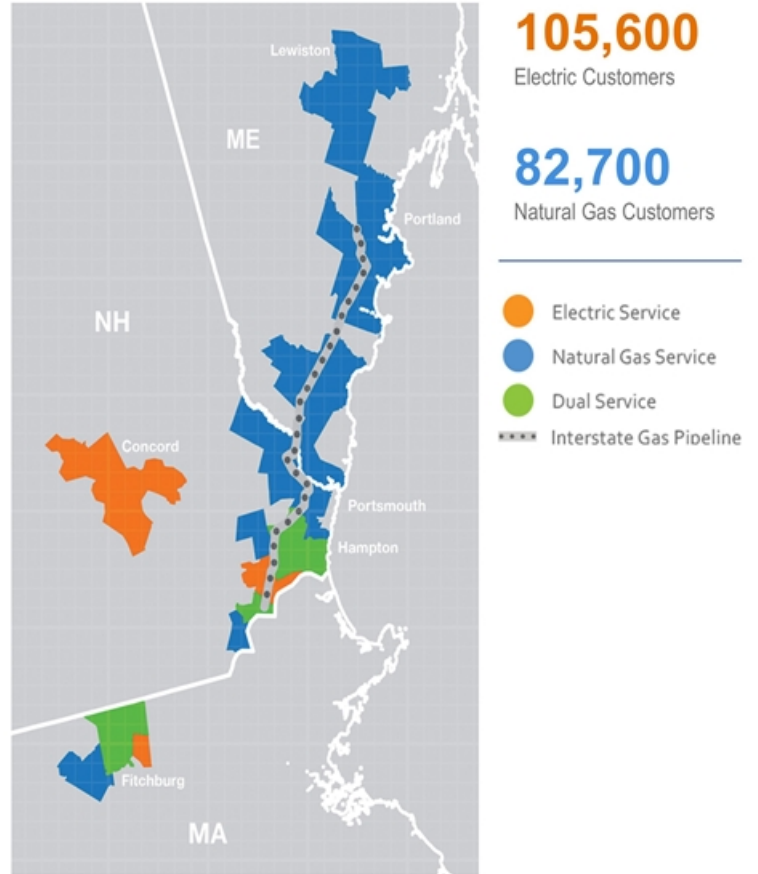 Lewiston
ME
Portland
NH
Concord
Portsmouth
Hampton
Fitchburg
MA
105,600
Electric Customers
82,700
Natural Gas Customers
Electric Service
Natural Gas Service
Dual Service
Interstate Gas Pipeline